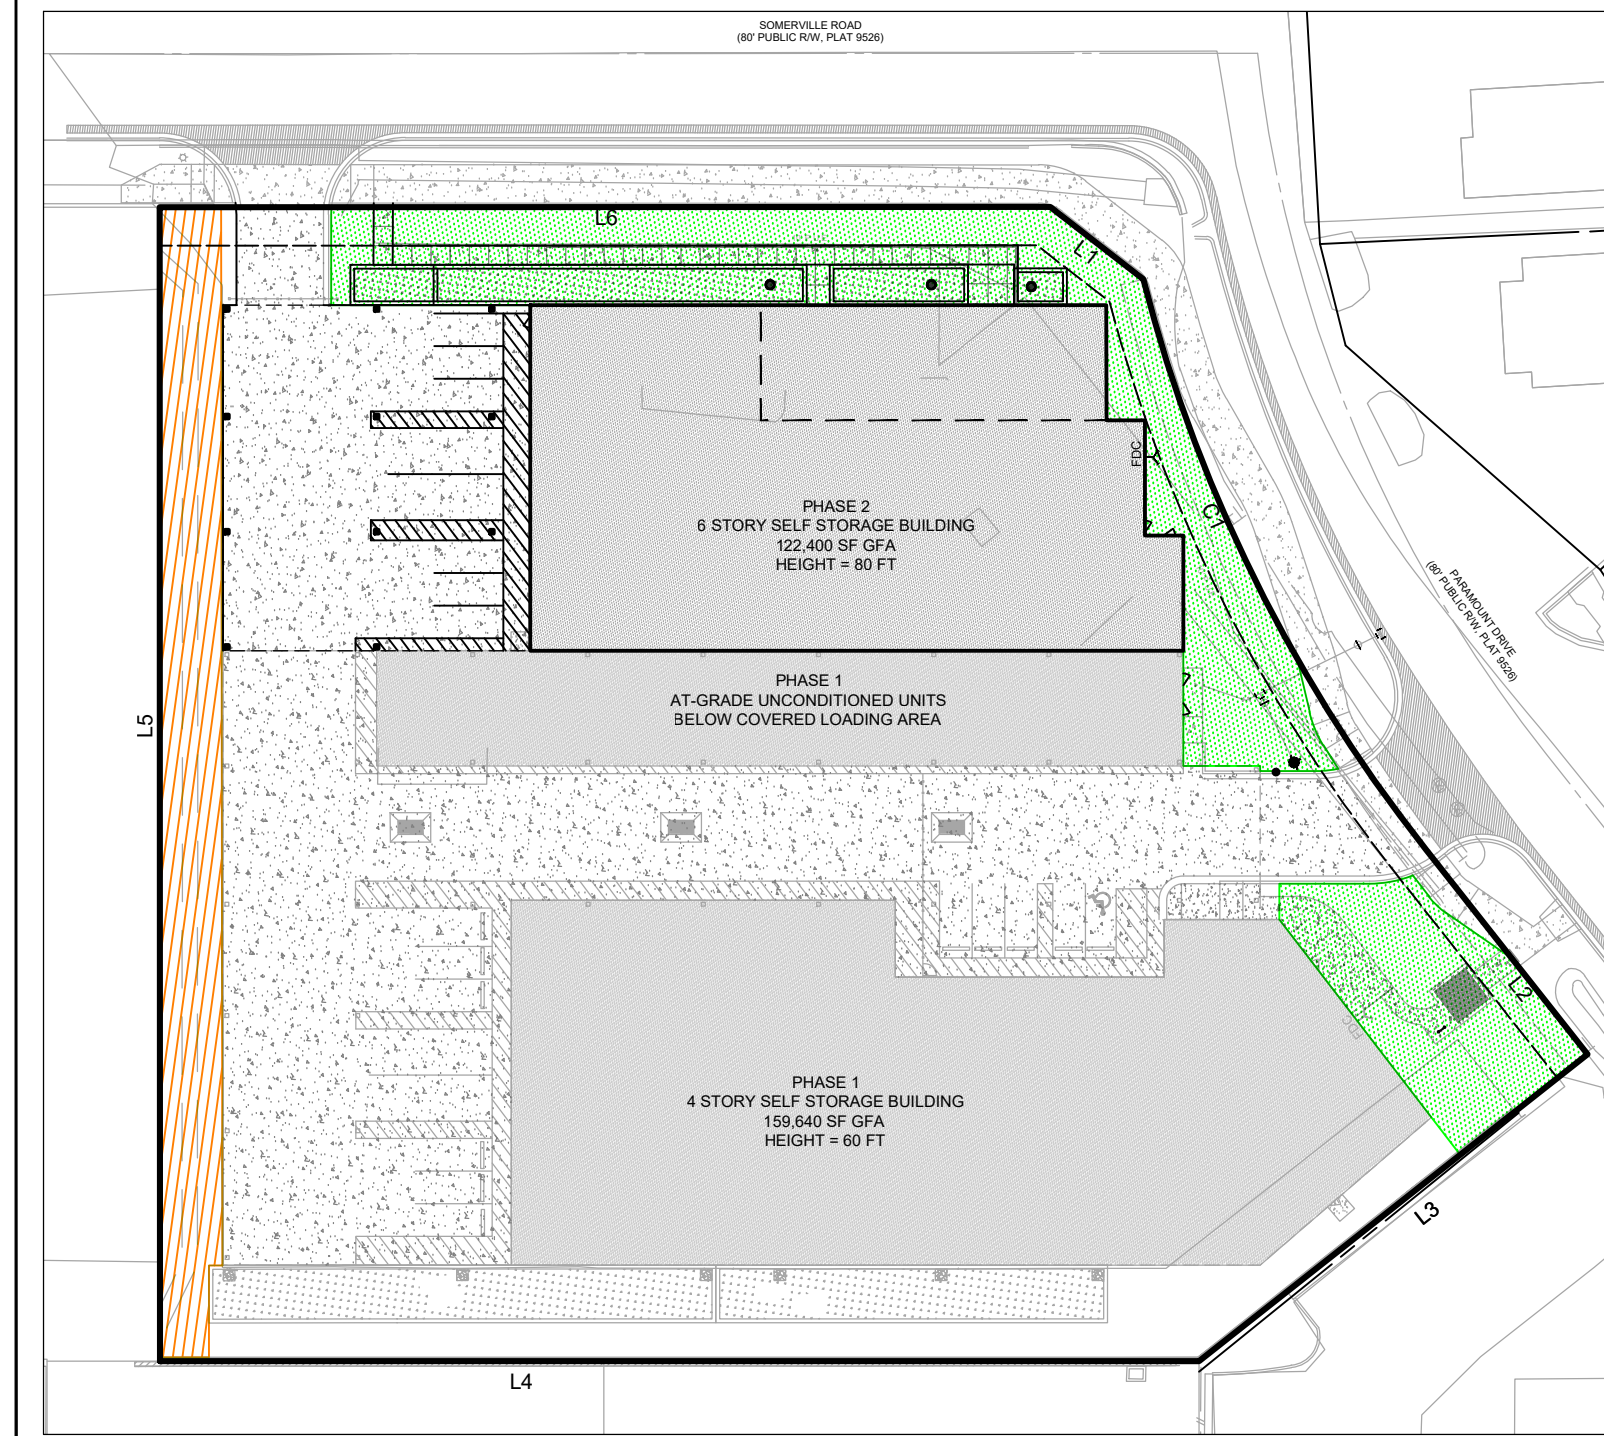 SOMERVILLE ROAD
(80' PUBLIC R/W, PLAT 9526)
L6
L1
FDC
C1
PHASE 2
6 STORY SELF STORAGE BUILDING
122,400 SF GFA
HEIGHT = 80 FT
PARAMOUNT DRIVE
(80' PUBLIC R/W, PLAT 9526)
PHASE 1
AT-GRADE UNCONDITIONED UNITS
BELOW COVERED LOADING AREA
L5
L2
FDC
PHASE 1
4 STORY SELF STORAGE BUILDING
159,640 SF GFA
HEIGHT = 60 FT
L3
L4